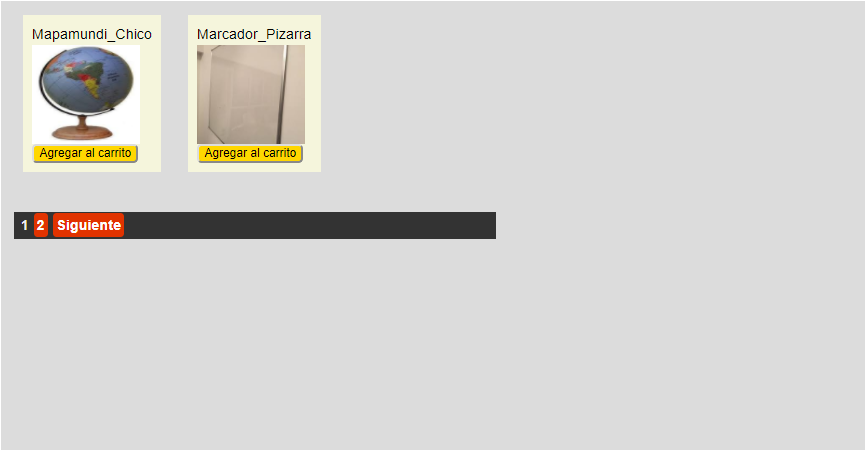 Mapamundi_Chico
Marcador_Pizarra
Agregar al carrito
Agregar al carrito
1 2 Siguiente